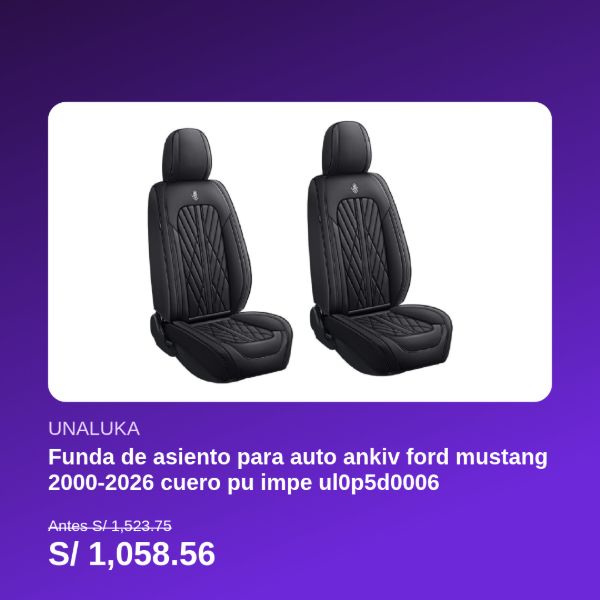 UNALUKA
Funda de asiento para auto ankiv ford mustang
2000-2026 cuero pu impe ul0p5d0006
Antes S/ 1,523.75
S/ 1,058.56